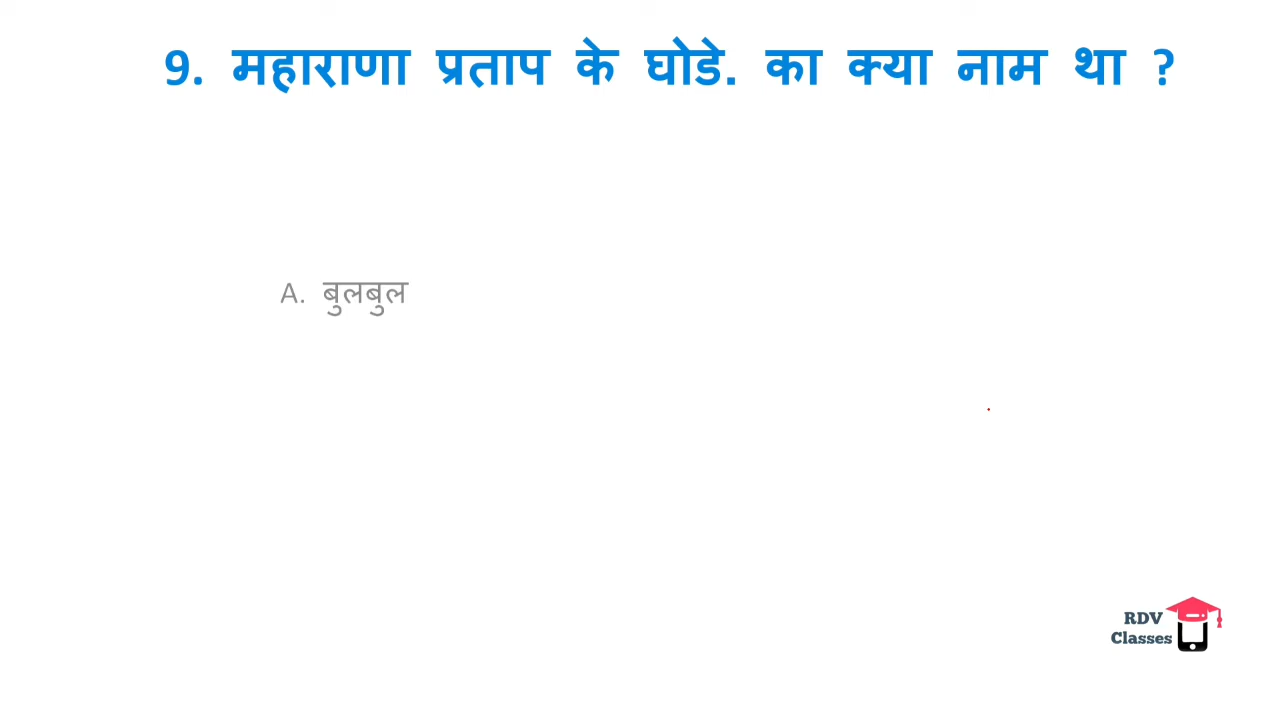 9. महाराणा प्रताप के घोडे. का क्या नाम था ?
A. बुलबुल
RDV
Classes